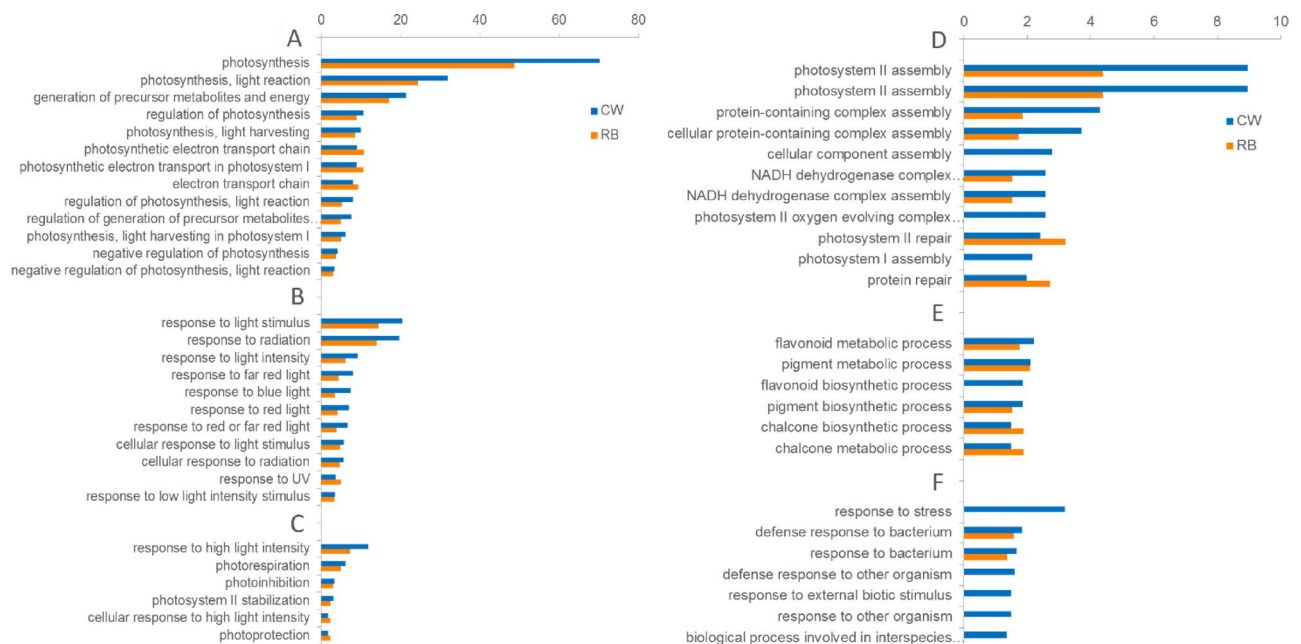 0 20 40 60 80
A
photosynthesis
photosynthesis, light reaction
generation of precursor metabolites and energy
regulation of photosynthesis
photosynthesis, light harvesting
photosynthetic electron transport chain
photosynthetic electron transport in photosystem I
electron transport chain
regulation of photosynthesis, light reaction
regulation of generation of precursor metabolites...
photosynthesis, light harvesting in photosystem I
negative regulation of photosynthesis
negative regulation of photosynthesis, light reaction
CW
RB
B
response to light stimulus
response to radiation
response to light intensity
response to far red light
response to blue light
response to red light
response to red or far red light
cellular response to light stimulus
cellular response to radiation
response to UV
response to low light intensity stimulus
C
response to high light intensity
photorespiration
photoinhibition
photosystem II stabilization
cellular response to high light intensity
photoprotection
0 2 4 6 8 10
D
photosystem II assembly
photosystem II assembly
protein-containing complex assembly
cellular protein-containing complex assembly
cellular component assembly
NADH dehydrogenase complex...
NADH dehydrogenase complex assembly
photosystem II oxygen evolving complex...
photosystem II repair
photosystem I assembly
protein repair
CW
RB
E
flavonoid metabolic process
pigment metabolic process
flavonoid biosynthetic process
pigment biosynthetic process
chalcone biosynthetic process
chalcone metabolic process
F
response to stress
defense response to bacterium
response to bacterium
defense response to other organism
response to external biotic stimulus
response to other organism
biological process involved in interspecies...